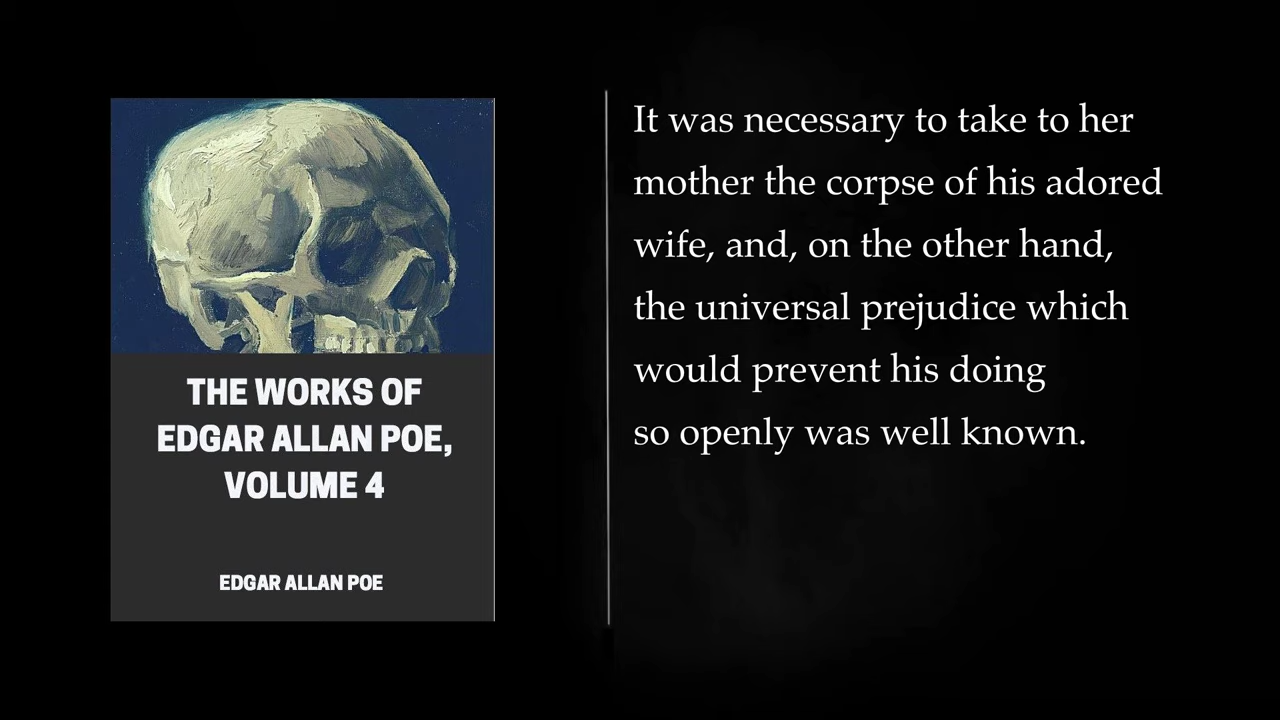 THE WORKS OF
EDGAR ALLAN POE,
VOLUME 4
EDGAR ALLAN POE
It was necessary to take to her
mother the corpse of his adored
wife, and, on the other hand,
the universal prejudice which
would prevent his doing
so openly was well known.